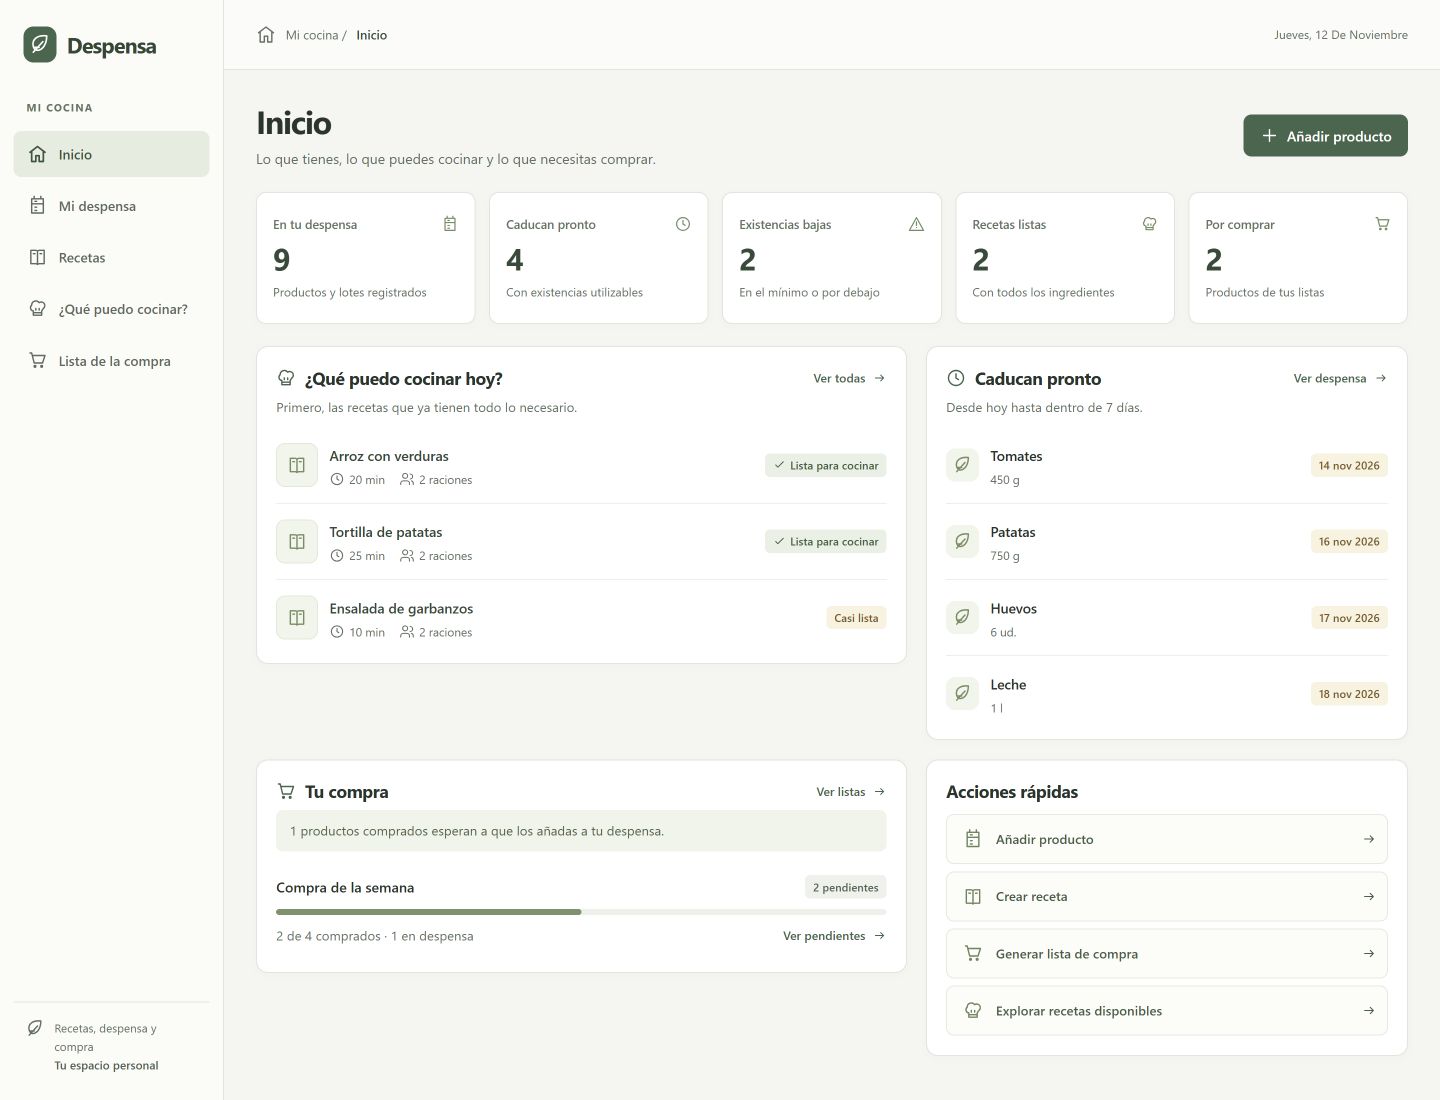 Despensa
MI COCINA
Inicio
Mi despensa
Recetas
¿Qué puedo cocinar?
Lista de la compra
Recetas, despensa y
compra
Tu espacio personal
Mi cocina / Inicio
Jueves, 12 De Noviembre
Inicio
Lo que tienes, lo que puedes cocinar y lo que necesitas comprar.
Añadir producto
En tu despensa
9
Productos y lotes registrados
Caducan pronto
4
Con existencias utilizables
Existencias bajas
2
En el mínimo o por debajo
Recetas listas
2
Con todos los ingredientes
Por comprar
2
Productos de tus listas
¿Qué puedo cocinar hoy?
Ver todas
Primero, las recetas que ya tienen todo lo necesario.
Arroz con verduras
20 min 2 raciones
Lista para cocinar
Tortilla de patatas
25 min 2 raciones
Lista para cocinar
Ensalada de garbanzos
10 min 2 raciones
Casi lista
Caducan pronto
Ver despensa
Desde hoy hasta dentro de 7 días.
Tomates
450 g
14 nov 2026
Patatas
750 g
16 nov 2026
Huevos
6 ud.
17 nov 2026
Leche
1 l
18 nov 2026
Tu compra
Ver listas
1 productos comprados esperan a que los añadas a tu despensa.
Compra de la semana
2 pendientes
2 de 4 comprados · 1 en despensa
Ver pendientes
Acciones rápidas
Añadir producto
Crear receta
Generar lista de compra
Explorar recetas disponibles